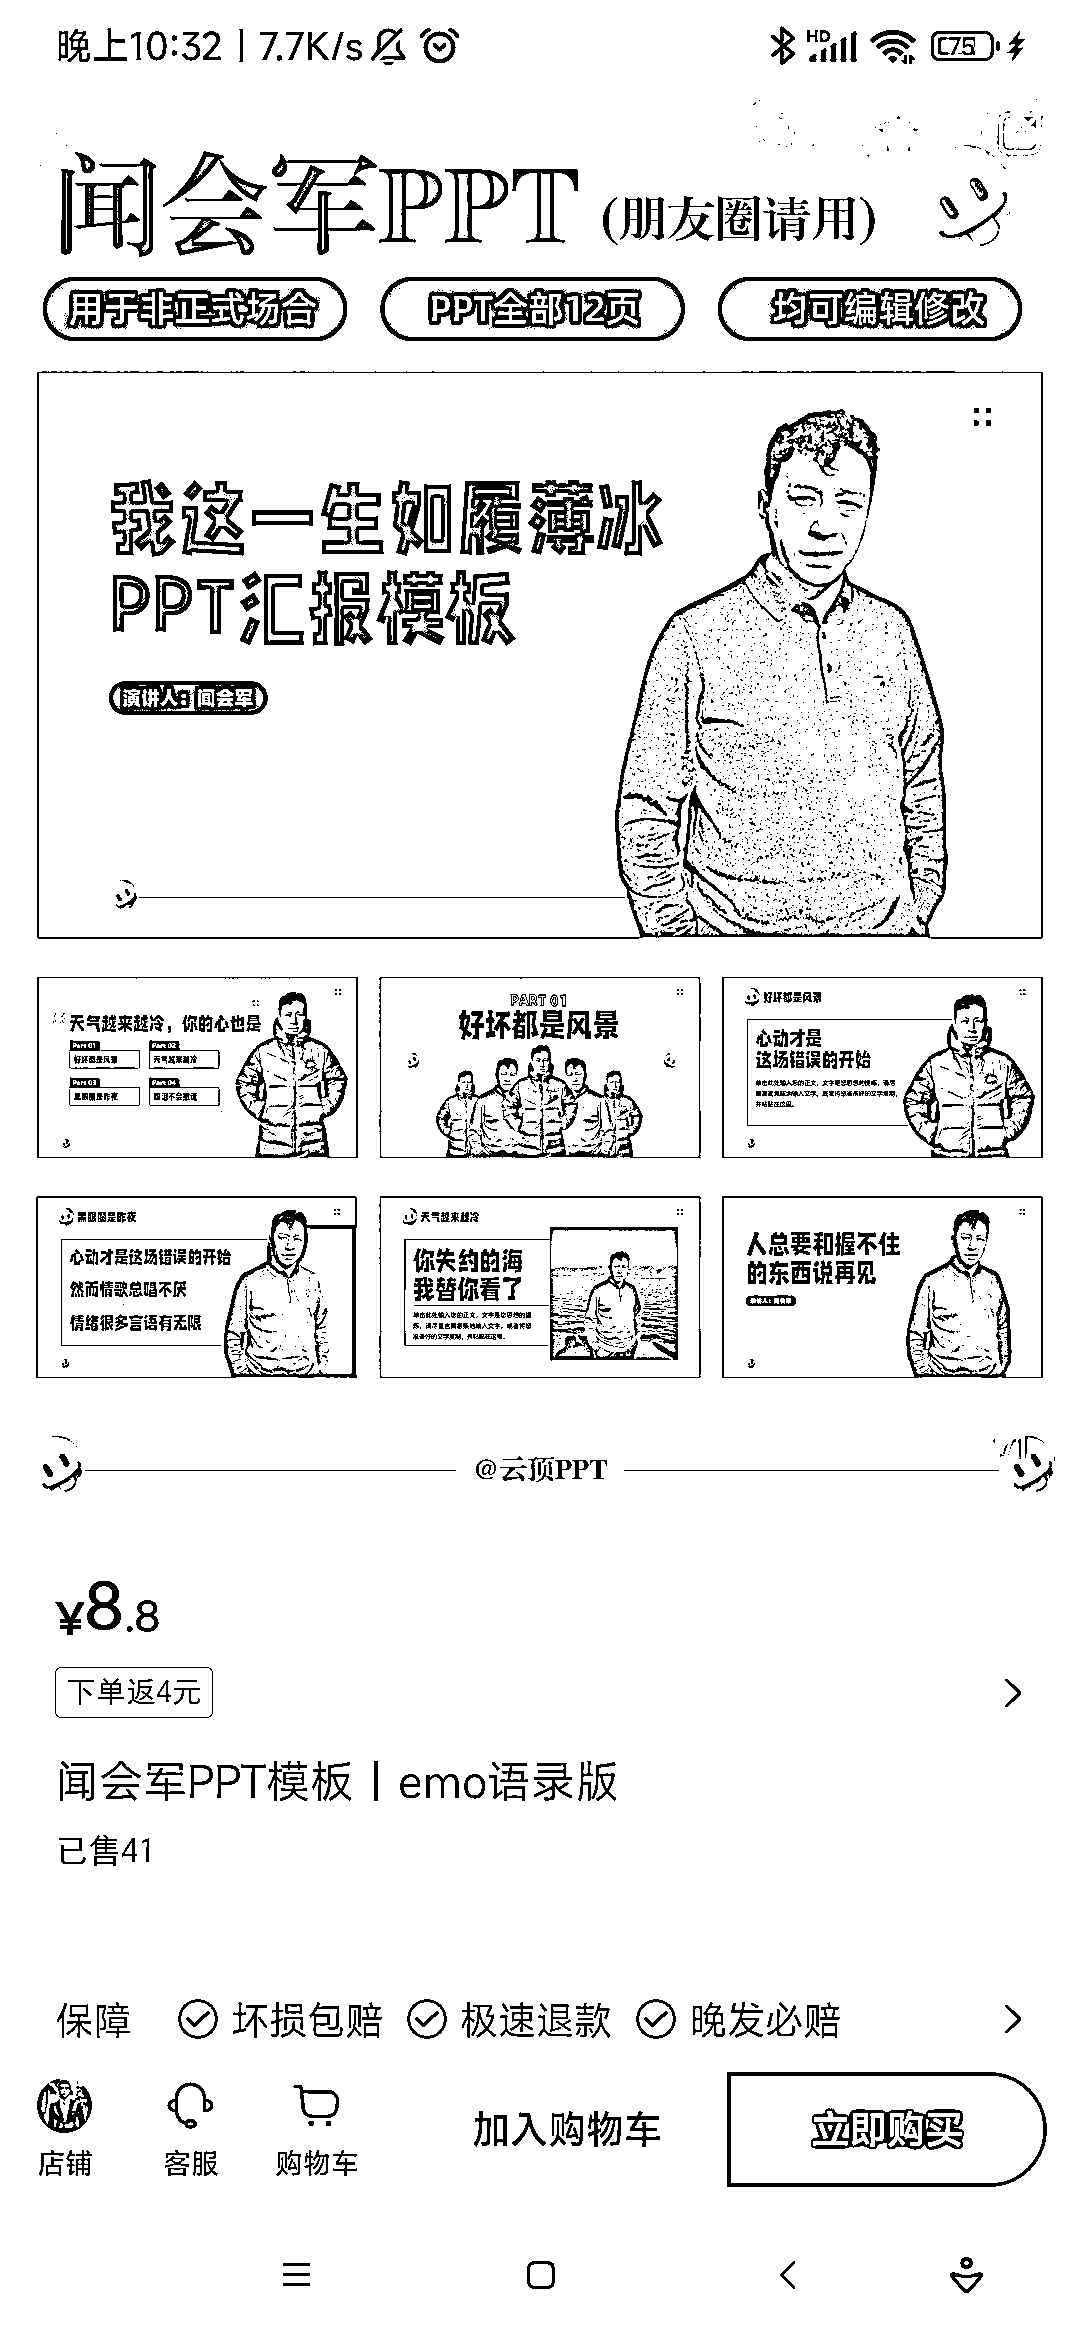 晚上10:32 | 7.7K/s
HD
75
闻会军PPT (朋友圈请用)
用于非正式场合
PPT全部12页
均可编辑修改
我这一生如履薄冰
PPT汇报模板
演讲人：闻会军
天气越来越冷，你的心也是
Part 01
Part 02
好坏都是风景
天气越来越冷
Part 03
Part 04
黑眼圈是昨夜
PART 01
好坏都是风景
好坏都是风景
心动才是
这场错误的开始
黑眼圈是昨夜
心动才是这场错误的开始
然而情歌总唱不厌
情绪很多言语有无限
天气越来越冷
你失约的海
我替你看了
人总要和握不住
的东西说再见
@云顶PPT
¥8.8
下单返4元
闻会军PPT模板丨emo语录版
已售41
保障 坏损包赔 极速退款 晚发必赔
店铺
客服
购物车
加入购物车
立即购买